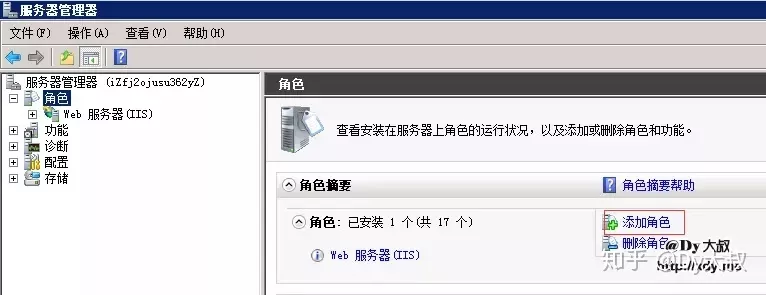 服务器管理器
文件(F) 操作(A) 查看(V) 帮助(H)
服务器管理器 (iZfj2ojusu362yZ)
角色
Web 服务器(IIS)
功能
诊断
配置
存储
角色
查看安装在服务器上角色的运行状况，以及添加或删除角色和功能。
角色摘要
角色摘要帮助
角色: 已安装 1 个(共 17 个)
添加角色
Web 服务器(IIS)
删除角色
@Dy大叔
知乎 @Dy大叔